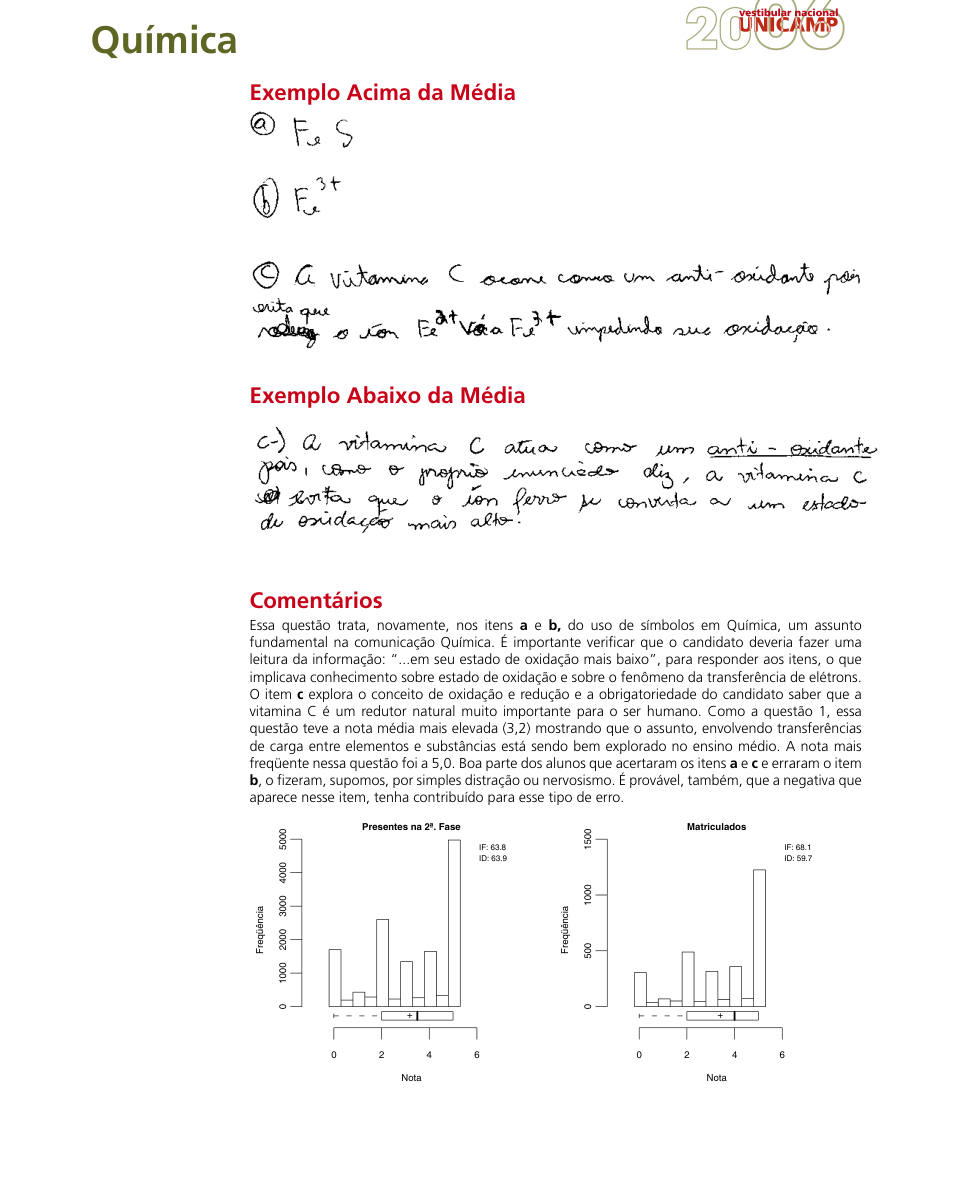 Química
2006
vestibular nacional
UNICAMP
Exemplo Acima da Média
a Fe S
b Fe3+
c A vitamina C ocorre como um anti-oxidante pois
evita que
o íon Fe2+ vá a Fe3+ impedindo sua oxidação.
Exemplo Abaixo da Média
c-) A vitamina C atua como um anti-oxidante
pois, como o proprio enunciado diz, a vitamina C
evita que o íon ferro se converta a um estado
de oxidação mais alto.
Comentários
Essa questão trata, novamente, nos itens a e b, do uso de símbolos em Química, um assunto
fundamental na comunicação Química. É importante verificar que o candidato deveria fazer uma
leitura da informação: “...em seu estado de oxidação mais baixo”, para responder aos itens, o que
implicava conhecimento sobre estado de oxidação e sobre o fenômeno da transferência de elétrons.
O item c explora o conceito de oxidação e redução e a obrigatoriedade do candidato saber que a
vitamina C é um redutor natural muito importante para o ser humano. Como a questão 1, essa
questão teve a nota média mais elevada (3,2) mostrando que o assunto, envolvendo transferências
de carga entre elementos e substâncias está sendo bem explorado no ensino médio. A nota mais
freqüente nessa questão foi a 5,0. Boa parte dos alunos que acertaram os itens a e c e erraram o item
b, o fizeram, supomos, por simples distração ou nervosismo. É provável, também, que a negativa que
aparece nesse item, tenha contribuído para esse tipo de erro.
Presentes na 2ª. Fase
IF: 63.8
ID: 63.9
Freqüência
0 1000 2000 3000 4000 5000
0 2 4 6
Nota
Matriculados
IF: 68.1
ID: 59.7
Freqüência
0 500 1000 1500
0 2 4 6
Nota